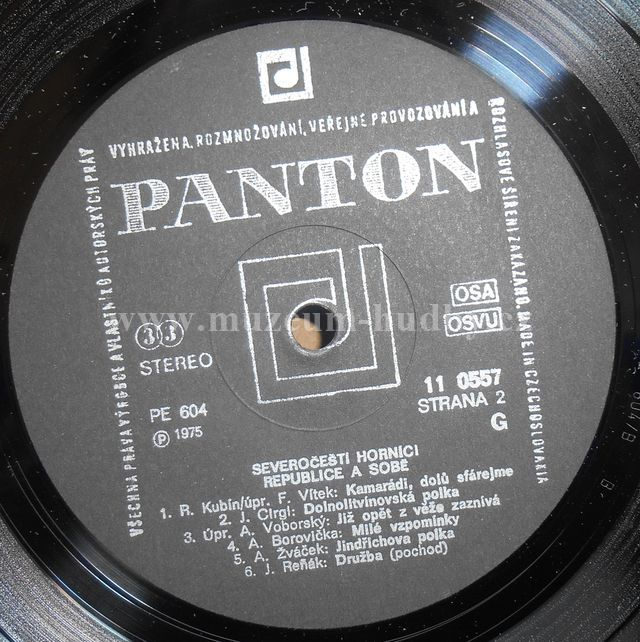 VŠECHNA PRÁVA VÝROBCE A VLASTNÍKŮ AUTORSKÝCH PRÁV
VYHRAŽENA. ROZMNOŽOVÁNÍ, VEŘEJNÉ PROVOZOVÁNÍ A
ROZHLASOVÉ ŠÍŘENÍ ZAKÁZÁNO. MADE IN CZECHOSLOVAKIA
PANTON
www.muzeum-hudby.cz
33
STEREO
PE 604
Ⓟ 1975
OSA
OSVU
11 0557
STRANA 2
G
SEVEROČEŠTÍ HORNÍCI
REPUBLICE A SOBĚ
1. R. Kubín/úpr. F. Vítek: Kamarádi, dolů sfárejme
2. J. Cirgl: Dolnolitvínovská polka
3. Úpr. A. Voborský: Již opět z věže zaznívá
4. A. Borovička: Milé vzpomínky
5. A. Žváček: Jindřichova polka
6. J. Reňák: Družba (pochod)